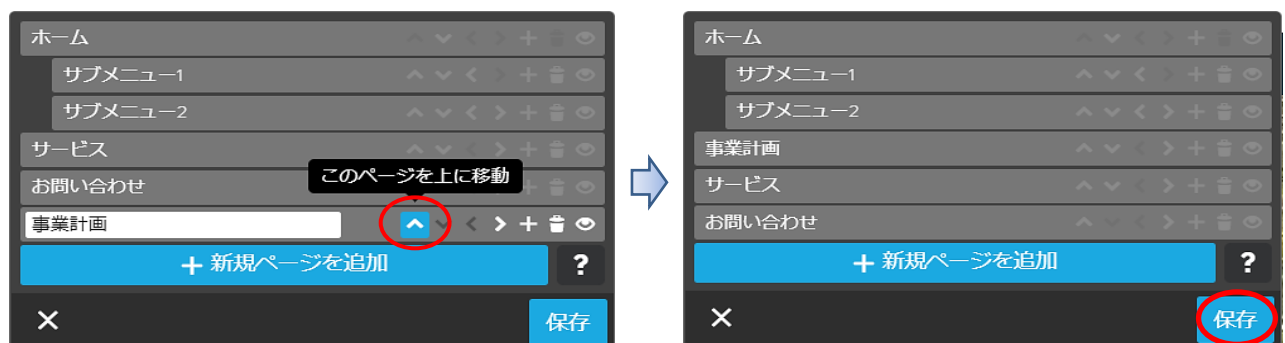 ホーム
サブメニュー1
サブメニュー2
サービス
このページを上に移動
お問い合わせ
事業計画
+ 新規ページを追加
?
×
保存
ホーム
サブメニュー1
サブメニュー2
事業計画
サービス
お問い合わせ
+ 新規ページを追加
?
×
保存